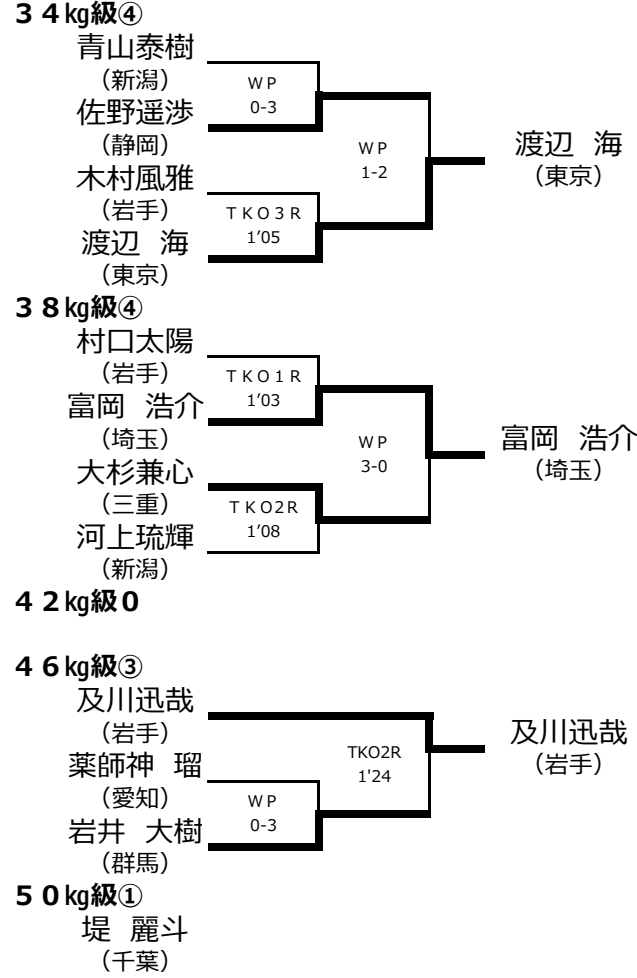 ３４㎏級④
青山泰樹
（新潟）
ＷＰ
0-3
佐野遥渉
（静岡）
ＷＰ
1-2
渡辺　海
（東京）
木村風雅
（岩手）
ＴＫＯ３Ｒ
1’05
渡辺　海
（東京）
３８㎏級④
村口太陽
（岩手）
ＴＫＯ１Ｒ
1’03
富岡　浩介
（埼玉）
ＷＰ
3-0
富岡　浩介
（埼玉）
大杉兼心
（三重）
ＴＫＯ2Ｒ
1’08
河上琉輝
（新潟）
４２㎏級０
４６㎏級③
及川迅哉
（岩手）
TKO2R
1'24
及川迅哉
（岩手）
薬師神　瑠
（愛知）
ＷＰ
0-3
岩井　大樹
（群馬）
５０㎏級①
堤　麗斗
（千葉）